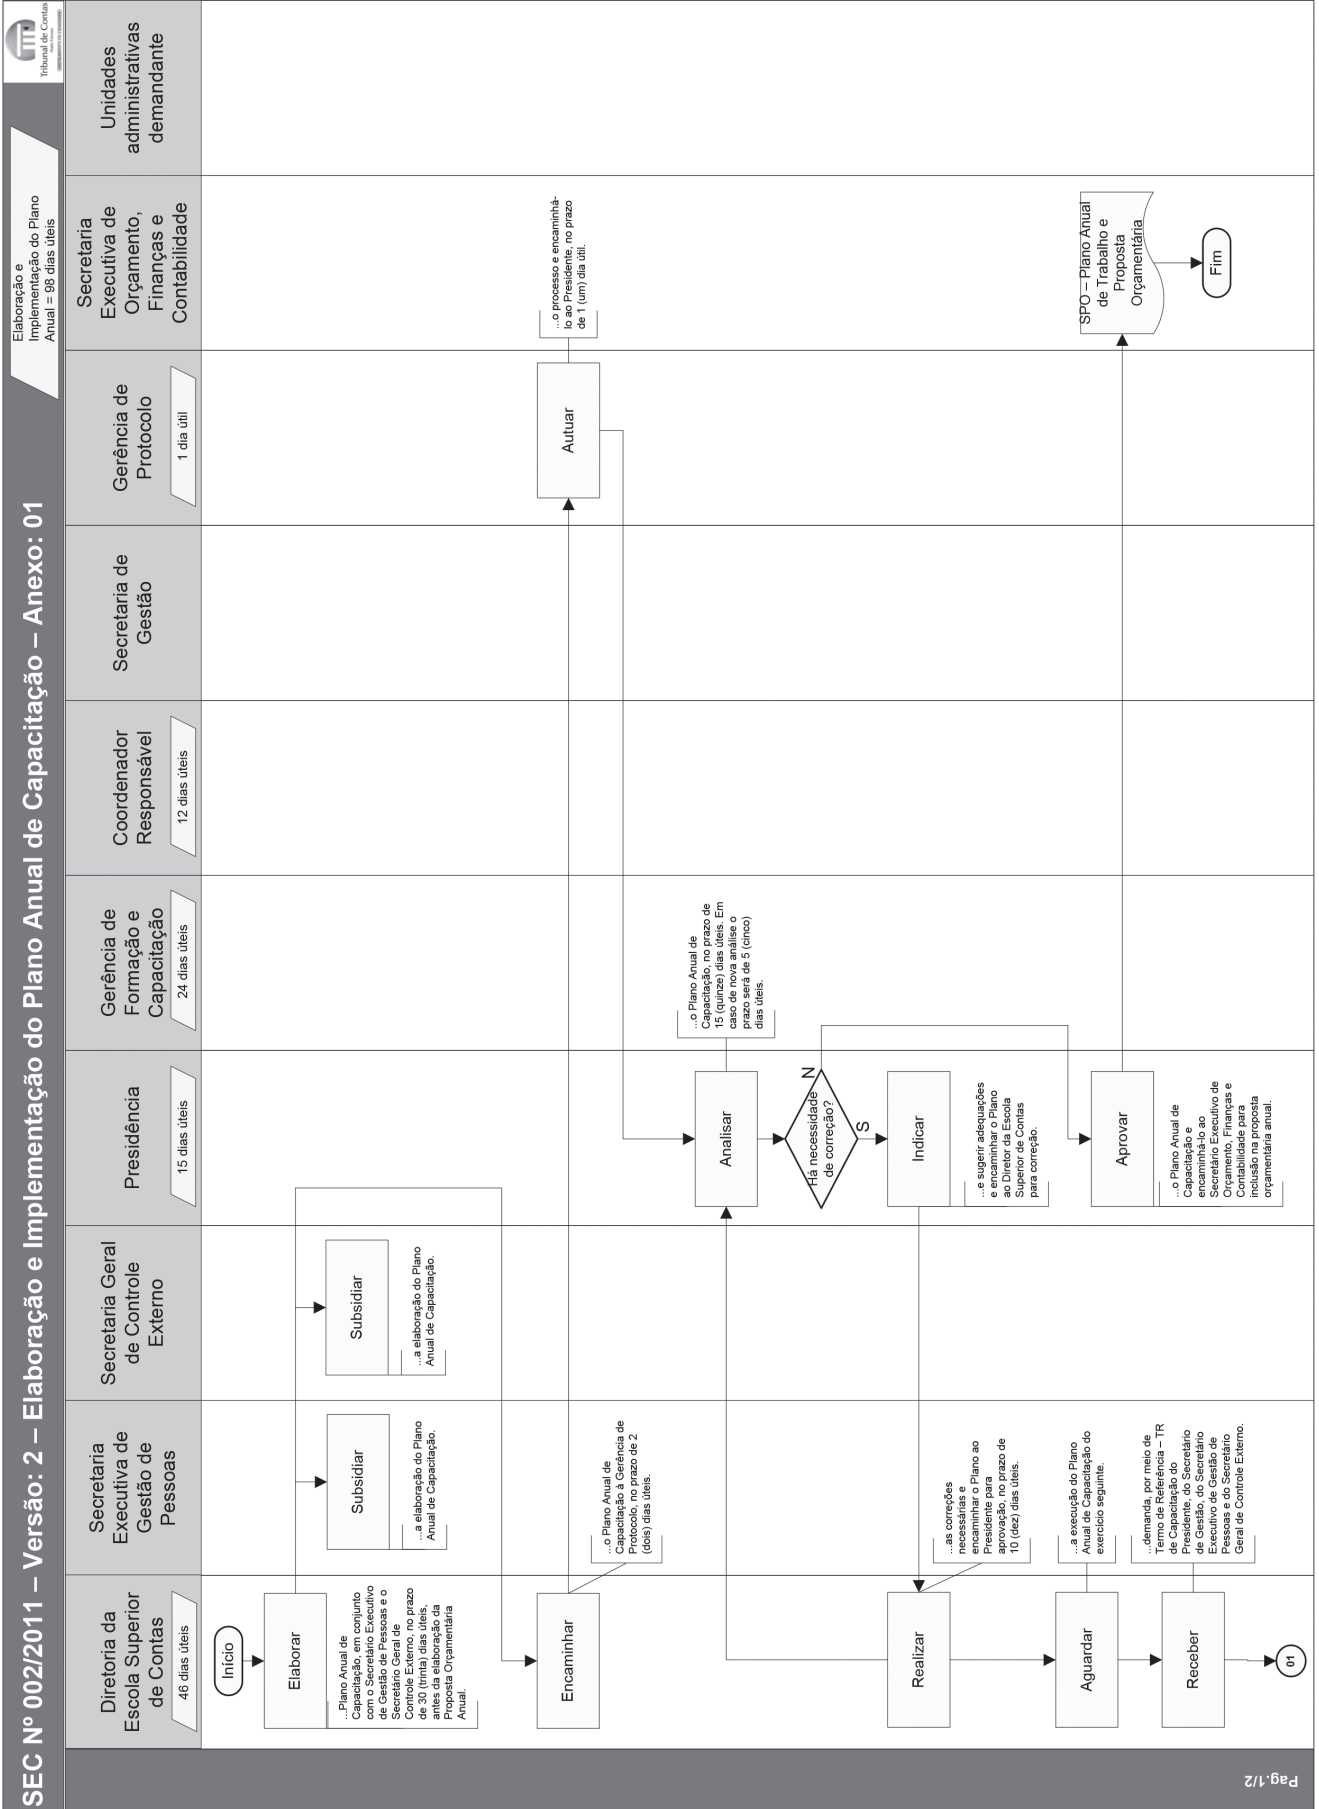 SEC Nº 002/2011 – Versão: 2 – Elaboração e Implementação do Plano Anual de Capacitação – Anexo: 01
Elaboração e
Implementação do Plano
Anual = 98 dias úteis
Tribunal de Contas
Diretoria da
Escola Superior
de Contas
46 dias úteis
Secretaria
Executiva de
Gestão de
Pessoas
Secretaria Geral
de Controle
Externo
Presidência
15 dias úteis
Gerência de
Formação e
Capacitação
24 dias úteis
Coordenador
Responsável
12 dias úteis
Secretaria de
Gestão
Gerência de
Protocolo
1 dia útil
Secretaria
Executiva de
Orçamento,
Finanças e
Contabilidade
Unidades
administrativas
demandante
Início
Elaborar
...Plano Anual de
Capacitação, em conjunto
com o Secretário Executivo
de Gestão de Pessoas e o
Secretário Geral de
Controle Externo, no prazo
de 30 (trinta) dias úteis,
antes da elaboração da
Proposta Orçamentária
Anual.
Subsidiar
...a elaboração do Plano
Anual de Capacitação.
Subsidiar
...a elaboração do Plano
Anual de Capacitação.
Encaminhar
...o Plano Anual de
Capacitação à Gerência de
Protocolo, no prazo de 2
(dois) dias úteis.
Autuar
...o processo e encaminhá-
lo ao Presidente, no prazo
de 1 (um) dia útil.
Analisar
...o Plano Anual de
Capacitação, no prazo de
15 (quinze) dias úteis. Em
caso de nova análise o
prazo será de 5 (cinco)
dias úteis.
Há necessidade
de correção?
N
S
Indicar
...e sugerir adequações
e encaminhar o Plano
ao Diretor da Escola
Superior de Contas
para correção.
Realizar
...as correções
necessárias e
encaminhar o Plano ao
Presidente para
aprovação, no prazo de
10 (dez) dias úteis.
Aguardar
...a execução do Plano
Anual de Capacitação do
exercício seguinte.
Aprovar
...o Plano Anual de
Capacitação e
encaminhá-lo ao
Secretário Executivo de
Orçamento, Finanças e
Contabilidade para
inclusão na proposta
orçamentária anual.
SPO – Plano Anual
de Trabalho e
Proposta
Orçamentária
Fim
Receber
...demanda, por meio de
Termo de Referência – TR
de Capacitação do
Presidente, do Secretário
de Gestão, do Secretário
Executivo de Gestão de
Pessoas e do Secretário
Geral de Controle Externo.
01
Pag.1/2